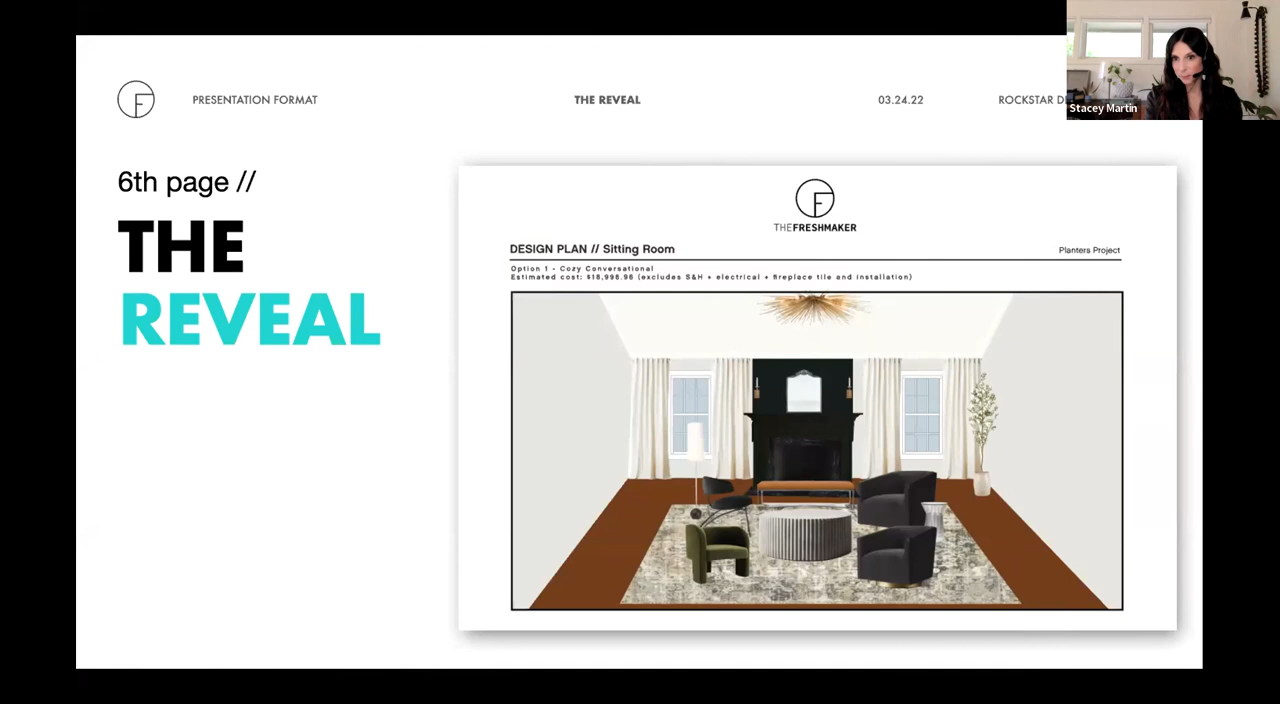 PRESENTATION FORMAT
THE REVEAL
03.24.22
ROCKSTAR
Stacey Martin
6th page //
THE
REVEAL
THEFRESHMAKER
DESIGN PLAN // Sitting Room
Planters Project
Option 1 - Cozy Conversational
Estimated cost: $18,998.96 (excludes S&H + electrical + fireplace tile and installation)